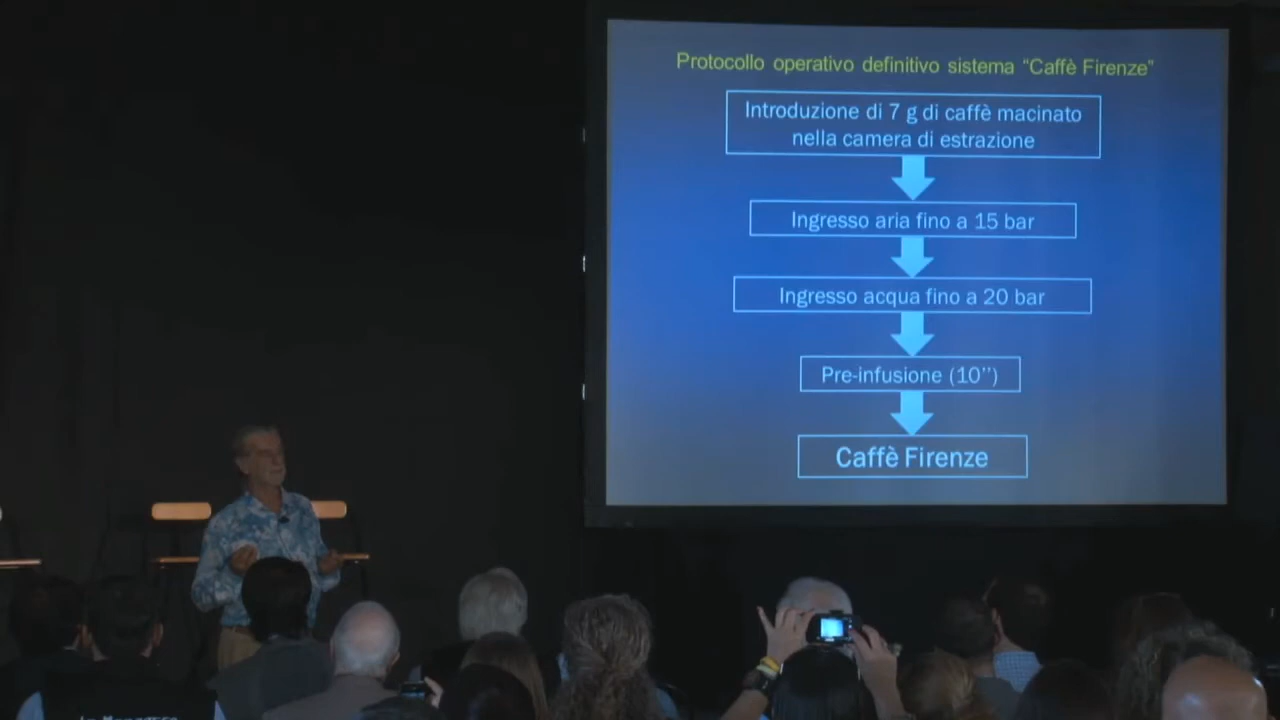 Protocollo operativo definitivo sistema “Caffè Firenze”
Introduzione di 7 g di caffè macinato
nella camera di estrazione
Ingresso aria fino a 15 bar
Ingresso acqua fino a 20 bar
Pre-infusione (10’’)
Caffè Firenze